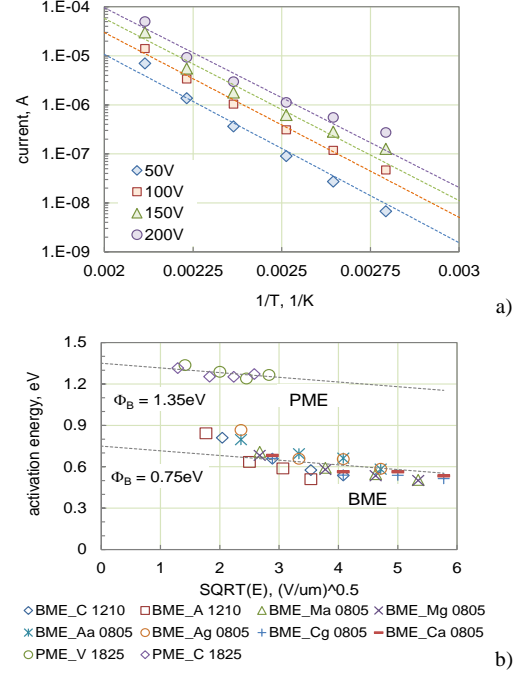 a)
1.E-04
1.E-05
1.E-06
1.E-07
1.E-08
1.E-09
current, A
50V
100V
150V
200V
0.002 0.00225 0.0025 0.00275 0.003
1/T, 1/K
a)
1.5
1.2
0.9
0.6
0.3
0
activation energy, eV
Φ_B = 1.35eV
PME
Φ_B = 0.75eV
BME
0 1 2 3 4 5 6
SQRT(E), (V/um)^0.5
BME_C 1210 BME_A 1210 BME_Ma 0805 BME_Mg 0805
BME_Aa 0805 BME_Ag 0805 BME_Cg 0805 BME_Ca 0805
PME_V 1825 PME_C 1825
b)